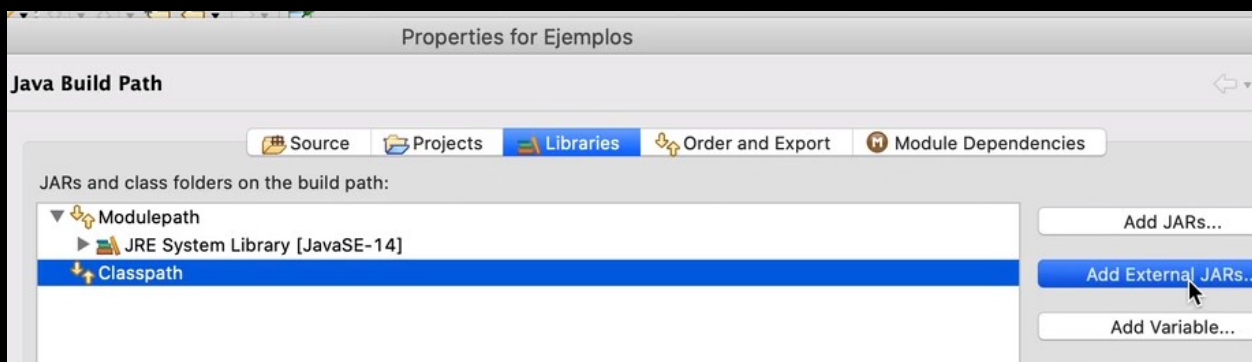 Properties for Ejemplos
Java Build Path
Source Projects Libraries Order and Export Module Dependencies
JARs and class folders on the build path:
Modulepath
JRE System Library [JavaSE-14]
Classpath
Add JARs...
Add External JARs..
Add Variable...